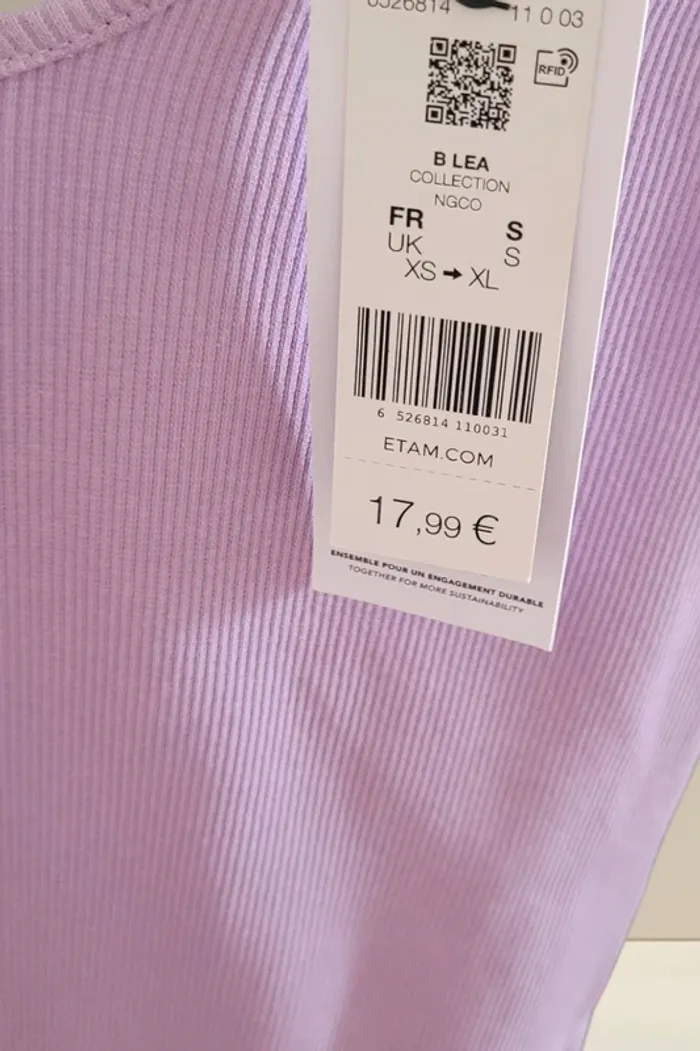 6526814 11 0 03
RFID
B LEA
COLLECTION
NGCO
FR S
UK S
XS → XL
6 526814 110031
ETAM.COM
17,99 €
ENSEMBLE POUR UN ENGAGEMENT DURABLE
TOGETHER FOR MORE SUSTAINABILITY